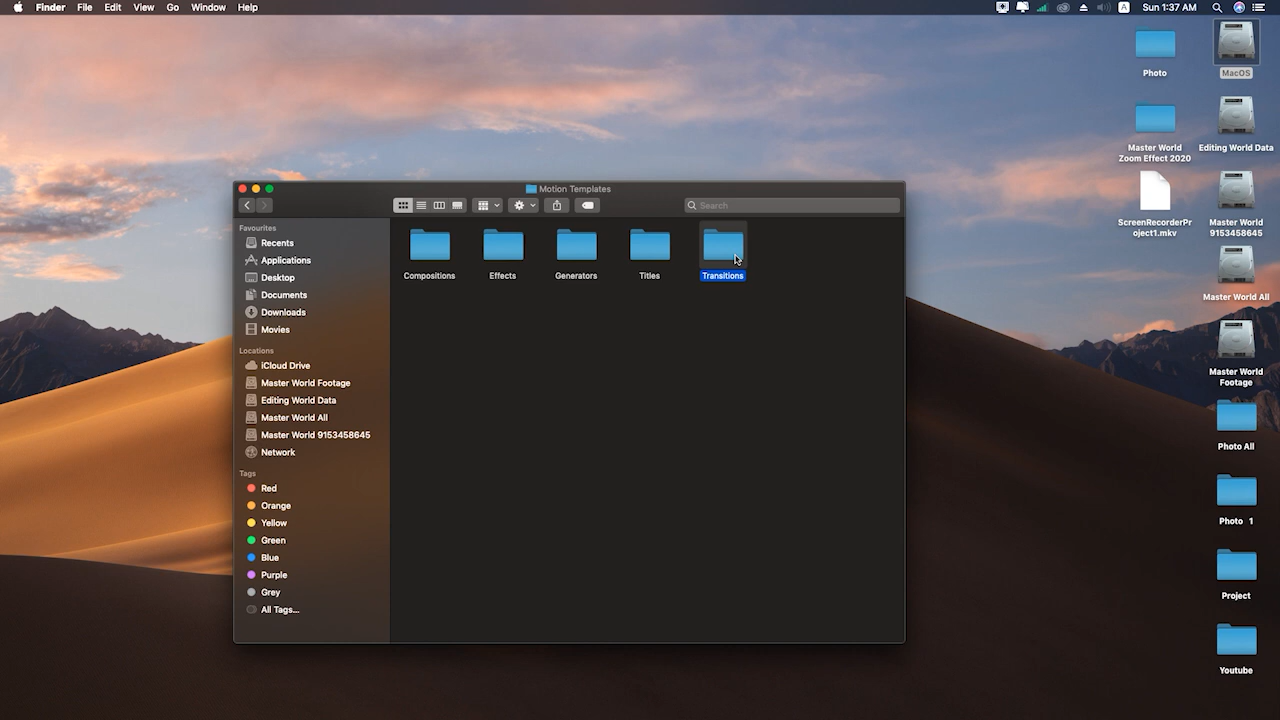 Finder File Edit View Go Window Help
A Sun 1:37 AM
Photo
MacOS
Master World
Zoom Effect 2020
Editing World Data
ScreenRecorderPr
oject1.mkv
Master World
9153458645
Master World All
Master World
Footage
Photo All
Photo 1
Project
Youtube
Motion Templates
Search
Favourites
Recents
Applications
Desktop
Documents
Downloads
Movies
Locations
iCloud Drive
Master World Footage
Editing World Data
Master World All
Master World 9153458645
Network
Tags
Red
Orange
Yellow
Green
Blue
Purple
Grey
All Tags...
Compositions
Effects
Generators
Titles
Transitions